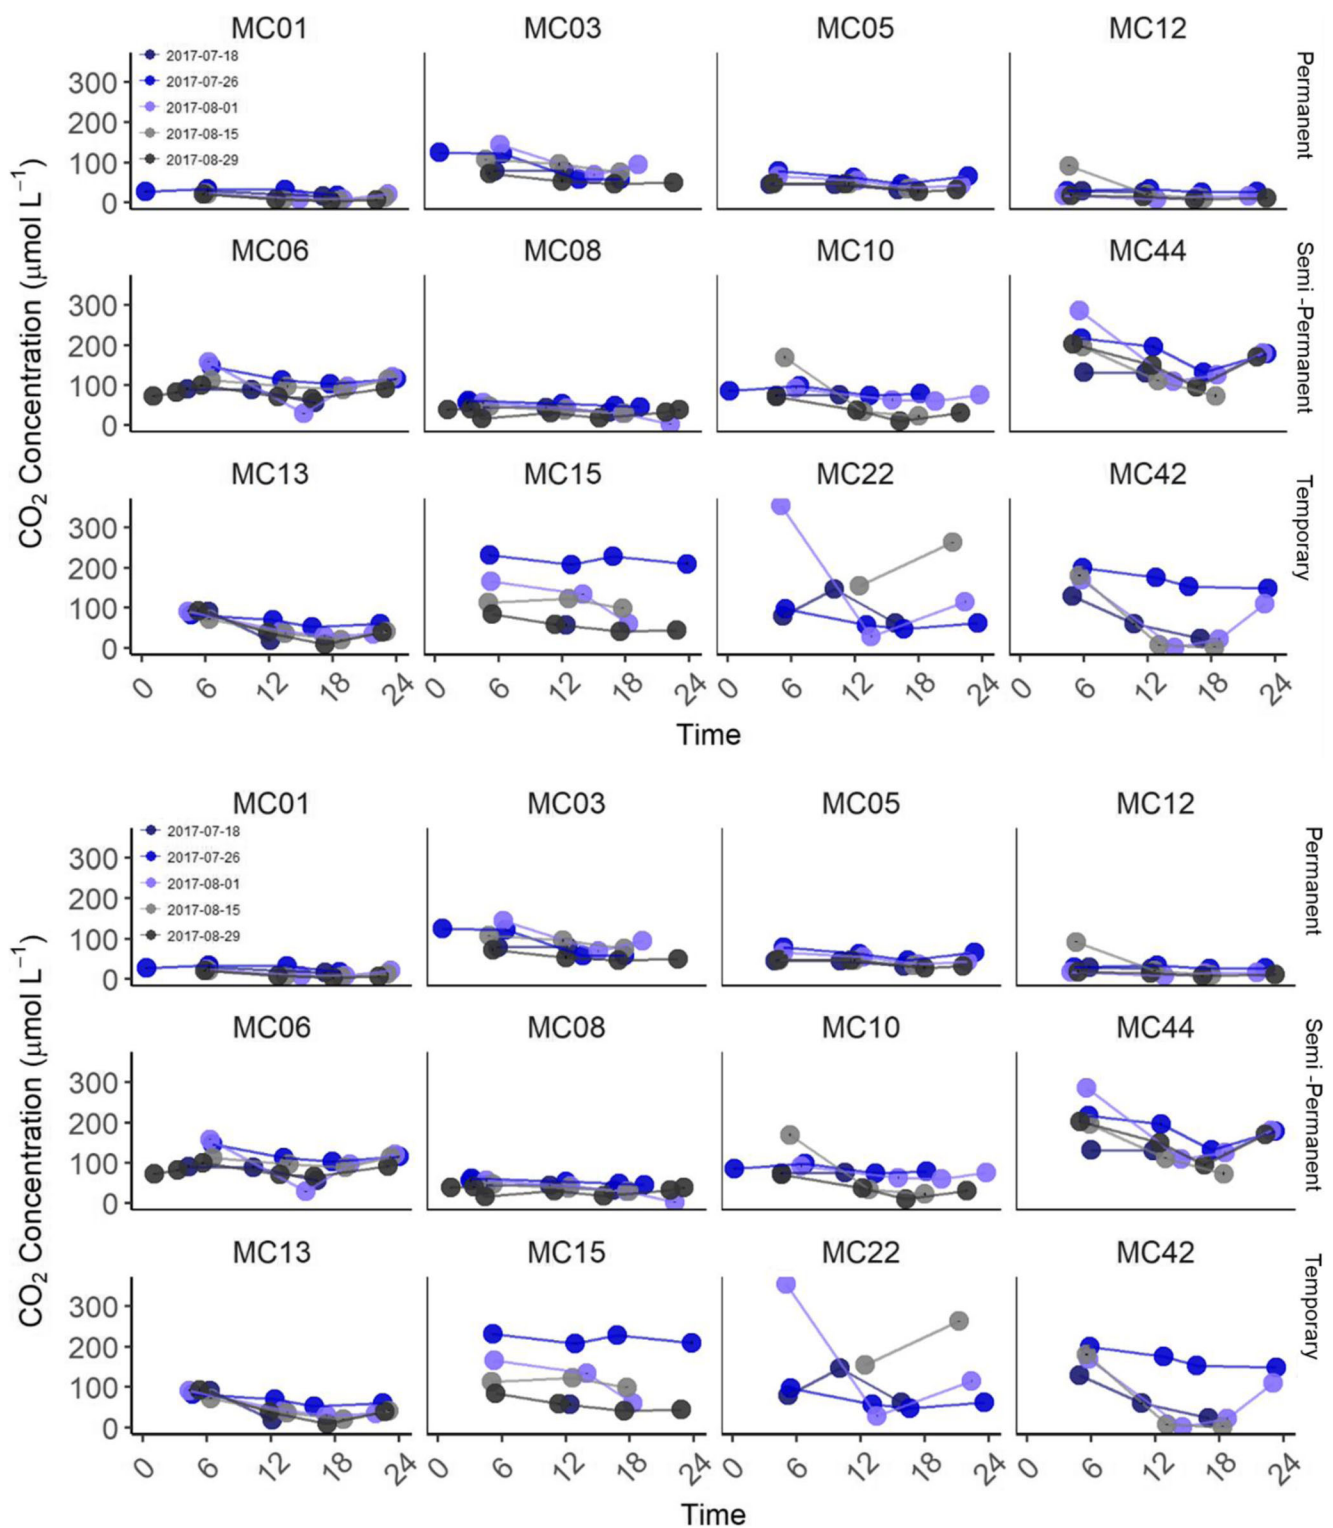 MC01 MC03 MC05 MC12
2017-07-18
2017-07-26
2017-08-01
2017-08-15
2017-08-29
300
200
100
0
Permanent
MC06 MC08 MC10 MC44
300
200
100
0
Semi -Permanent
CO₂ Concentration (μmol L⁻¹)
MC13 MC15 MC22 MC42
300
200
100
0
Temporary
0 6 12 18 24 0 6 12 18 24 0 6 12 18 24 0 6 12 18 24
Time
MC01 MC03 MC05 MC12
2017-07-18
2017-07-26
2017-08-01
2017-08-15
2017-08-29
300
200
100
0
Permanent
MC06 MC08 MC10 MC44
300
200
100
0
Semi -Permanent
CO₂ Concentration (μmol L⁻¹)
MC13 MC15 MC22 MC42
300
200
100
0
Temporary
0 6 12 18 24 0 6 12 18 24 0 6 12 18 24 0 6 12 18 24
Time